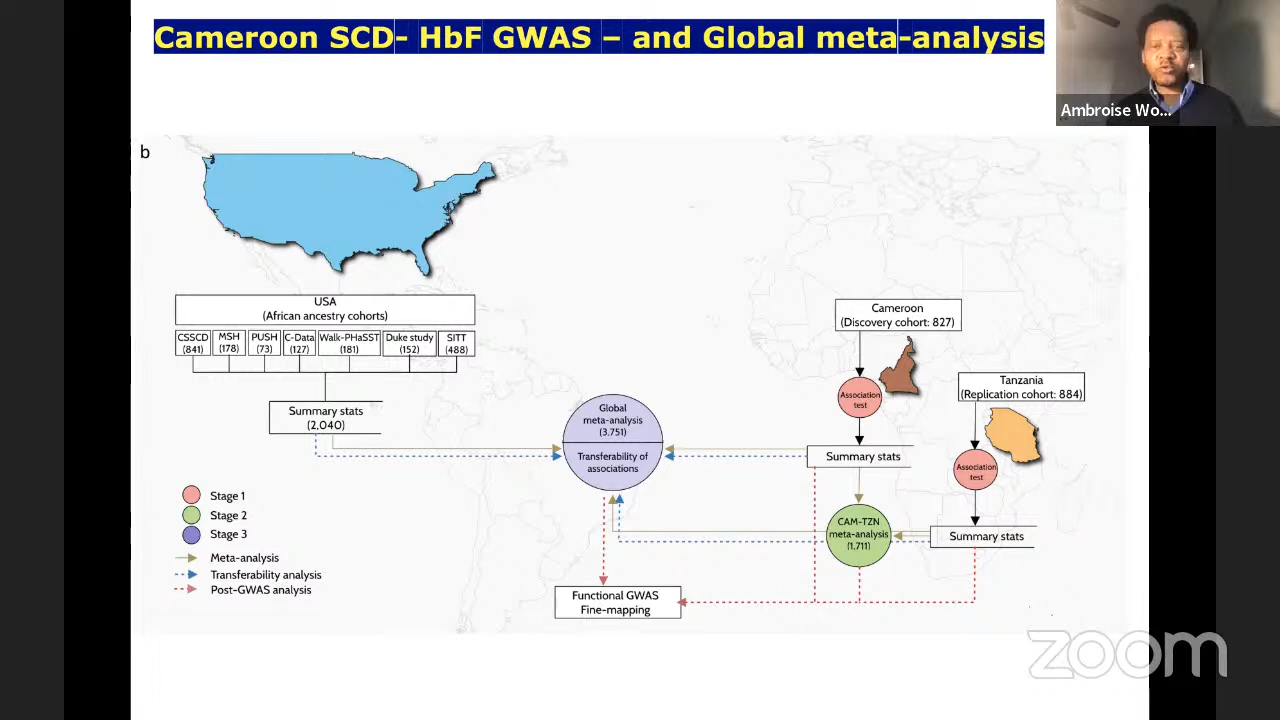 Cameroon SCD- HbF GWAS – and Global meta-analysis
Ambroise Wo...
b
USA
(African ancestry cohorts)
CSSCD
(841)
MSH
(178)
PUSH
(73)
C-Data
(127)
Walk-PHaSST
(181)
Duke study
(152)
SITT
(488)
Summary stats
(2,040)
Global
meta-analysis
(3,751)
Transferability of
associations
Cameroon
(Discovery cohort: 827)
Association
test
Summary stats
Tanzania
(Replication cohort: 884)
Association
test
Summary stats
CAM-TZN
meta-analysis
(1,711)
Stage 1
Stage 2
Stage 3
Meta-analysis
Transferability analysis
Post-GWAS analysis
Functional GWAS
Fine-mapping
zoom